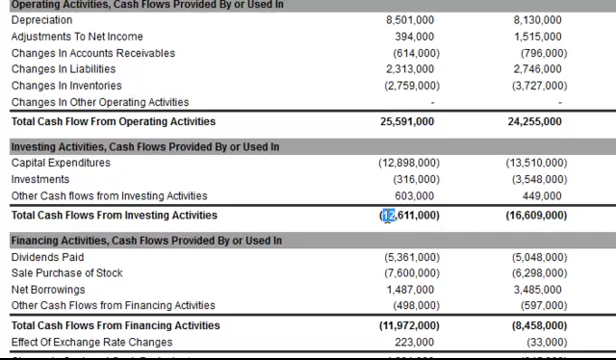 Operating Activities, Cash Flows Provided By or Used In
Depreciation 8,501,000 8,130,000
Adjustments To Net Income 394,000 1,515,000
Changes In Accounts Receivables (614,000) (796,000)
Changes In Liabilities 2,313,000 2,746,000
Changes In Inventories (2,759,000) (3,727,000)
Changes In Other Operating Activities - -
Total Cash Flow From Operating Activities 25,591,000 24,255,000
Investing Activities, Cash Flows Provided By or Used In
Capital Expenditures (12,898,000) (13,510,000)
Investments (316,000) (3,548,000)
Other Cash flows from Investing Activities 603,000 449,000
Total Cash Flows From Investing Activities (12,611,000) (16,609,000)
Financing Activities, Cash Flows Provided By or Used In
Dividends Paid (5,361,000) (5,048,000)
Sale Purchase of Stock (7,600,000) (6,298,000)
Net Borrowings 1,487,000 3,485,000
Other Cash Flows from Financing Activities (498,000) (597,000)
Total Cash Flows From Financing Activities (11,972,000) (8,458,000)
Effect Of Exchange Rate Changes 223,000 (33,000)